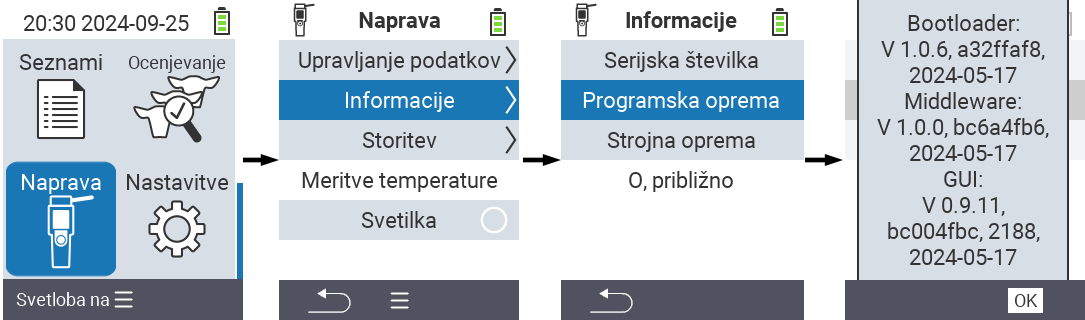 20:30 2024-09-25
Seznami
Ocenjevanje
Naprava
Nastavitve
Svetloba na
Naprava
Upravljanje podatkov
Informacije
Storitev
Meritve temperature
Svetilka
Informacije
Serijska številka
Programska oprema
Strojna oprema
O, približno
Bootloader:
V 1.0.6, a32ffaf8,
2024-05-17
Middleware:
V 1.0.0, bc6a4fb6,
2024-05-17
GUI:
V 0.9.11,
bc004fbc, 2188,
2024-05-17
OK